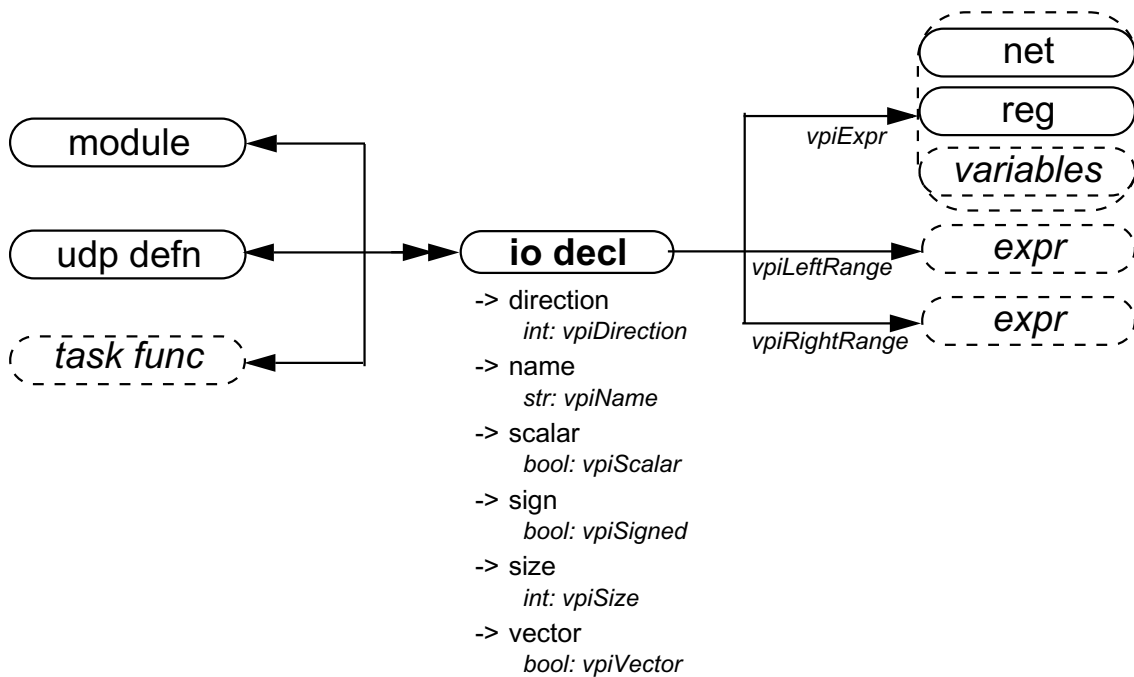 net
reg
variables
vpiExpr
module
udp defn
task func
io decl
-> direction
int: vpiDirection
-> name
str: vpiName
-> scalar
bool: vpiScalar
-> sign
bool: vpiSigned
-> size
int: vpiSize
-> vector
bool: vpiVector
expr
vpiLeftRange
expr
vpiRightRange